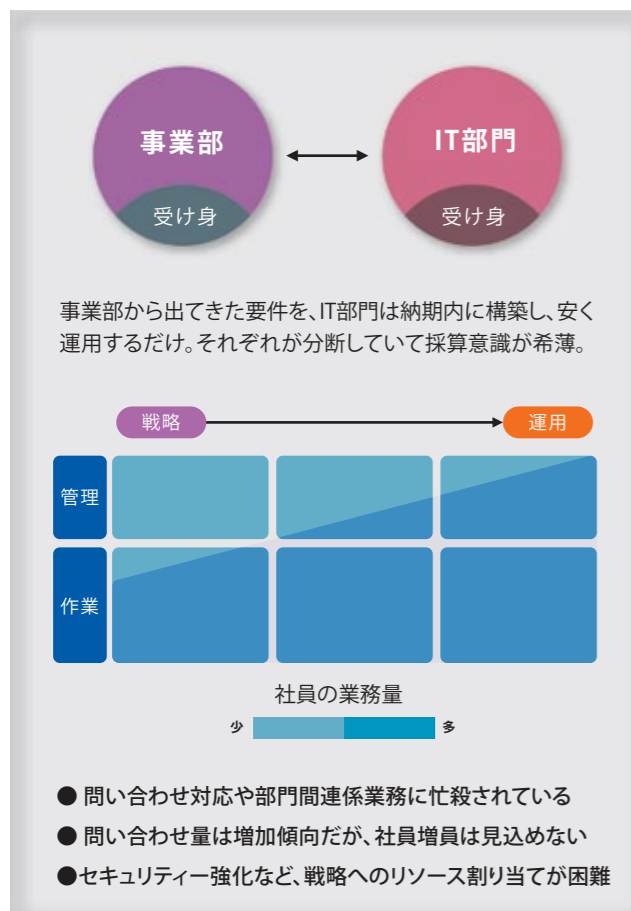 事業部
IT部門
受け身
受け身
事業部から出てきた要件を、IT部門は納期内に構築し、安く
運用するだけ。それぞれが分断していて採算意識が希薄。
戦略
運用
管理
作業
社員の業務量
少
多
● 問い合わせ対応や部門間連係業務に忙殺されている
● 問い合わせ量は増加傾向だが、社員増員は見込めない
●セキュリティー強化など、戦略へのリソース割り当てが困難